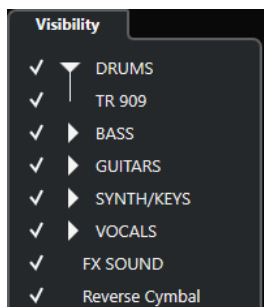 Visibility
DRUMS
TR 909
BASS
GUITARS
SYNTH/KEYS
VOCALS
FX SOUND
Reverse Cymbal